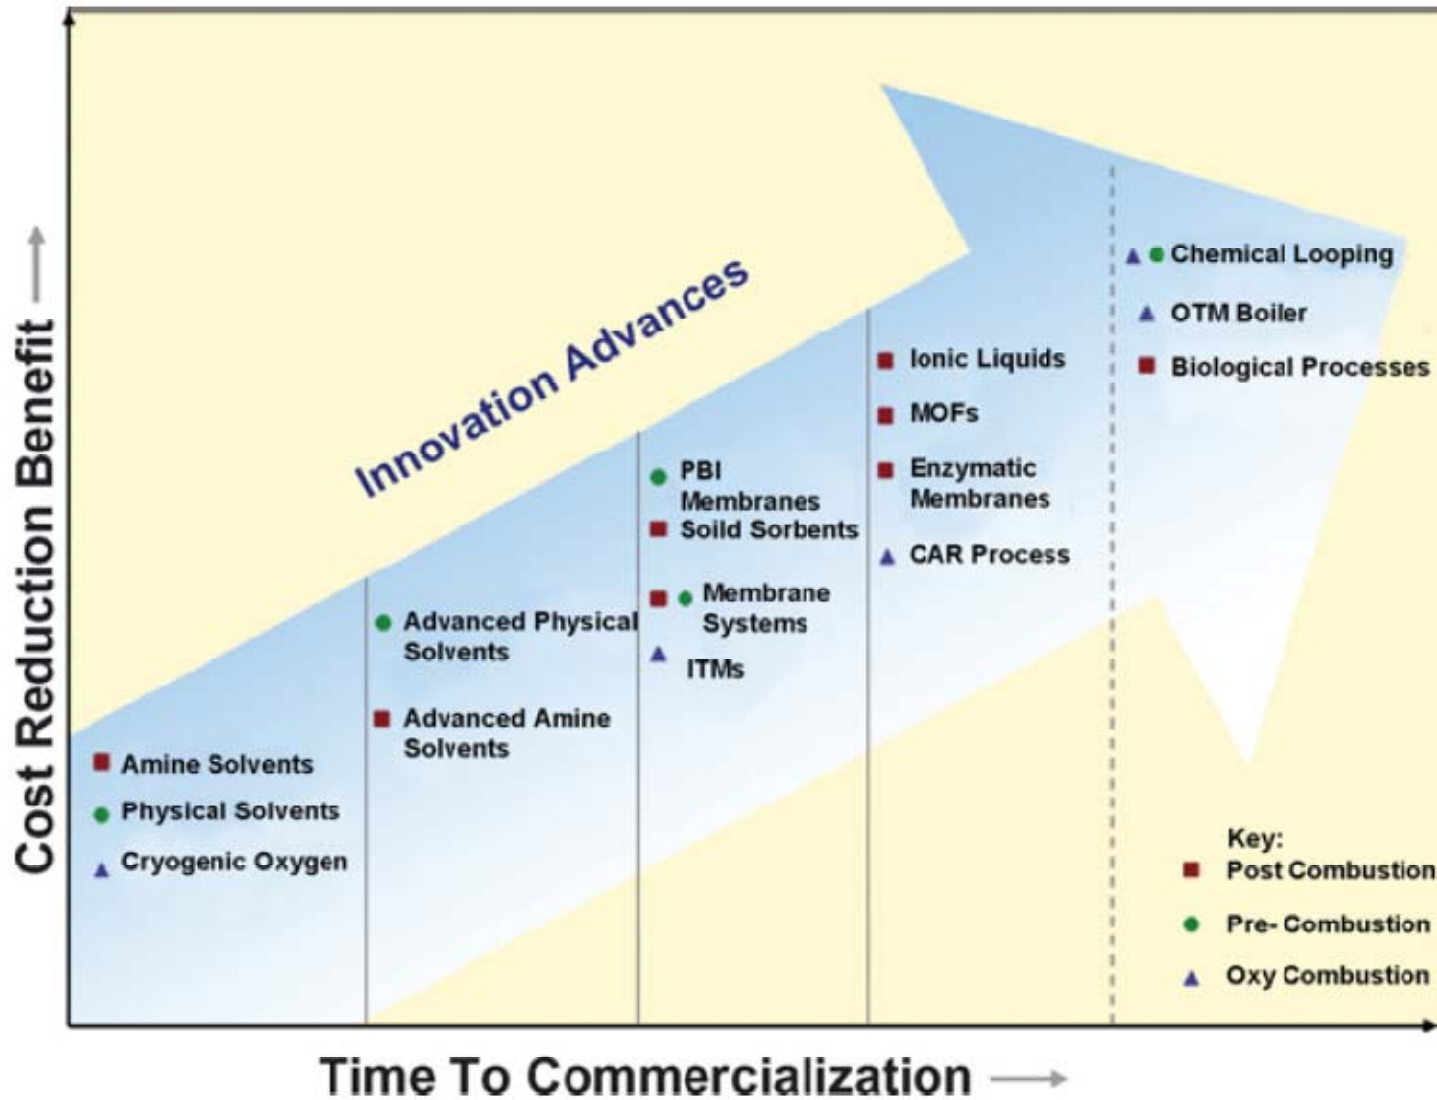 Cost Reduction Benefit
Innovation Advances
Amine Solvents
Physical Solvents
Cryogenic Oxygen
Advanced Physical
Solvents
Advanced Amine
Solvents
PBI
Membranes
Soild Sorbents
Membrane
Systems
ITMs
Ionic Liquids
MOFs
Enzymatic
Membranes
CAR Process
Chemical Looping
OTM Boiler
Biological Processes
Key:
Post Combustion
Pre- Combustion
Oxy Combustion
Time To Commercialization